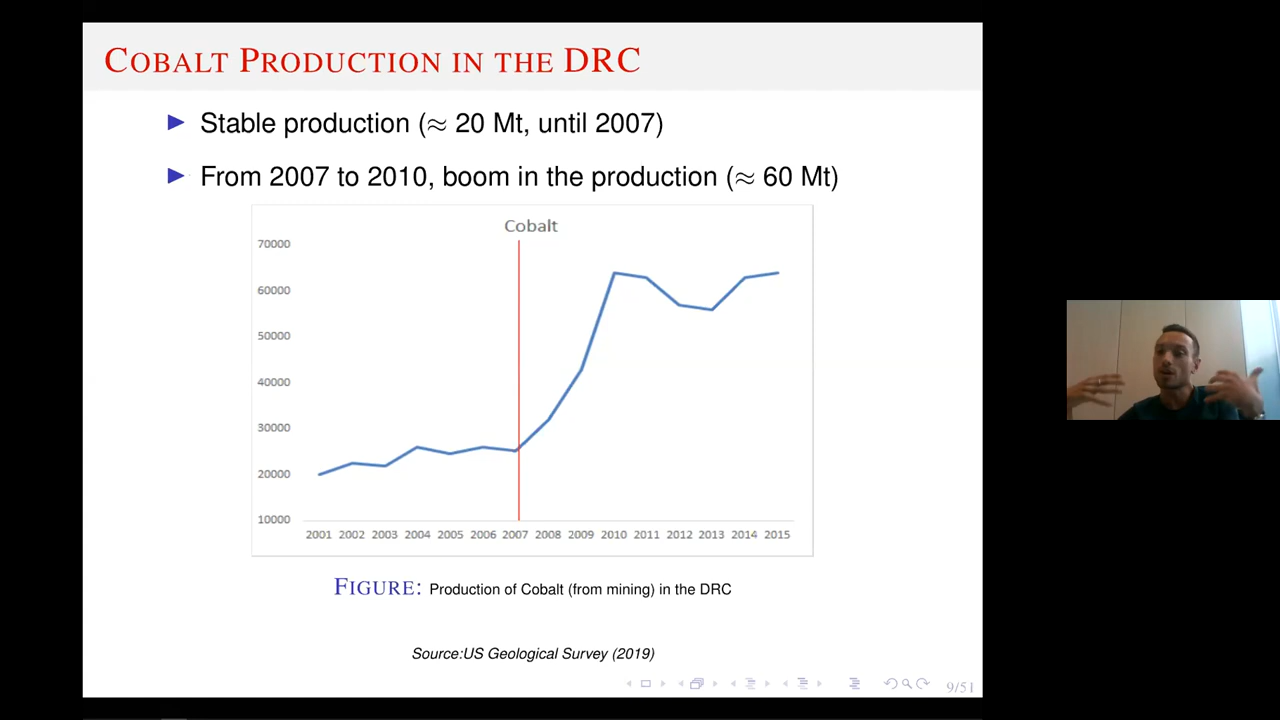 COBALT PRODUCTION IN THE DRC
Stable production (≈ 20 Mt, until 2007)
From 2007 to 2010, boom in the production (≈ 60 Mt)
Cobalt
70000
60000
50000
40000
30000
20000
10000
2001 2002 2003 2004 2005 2006 2007 2008 2009 2010 2011 2012 2013 2014 2015
FIGURE: Production of Cobalt (from mining) in the DRC
Source:US Geological Survey (2019)
9/51